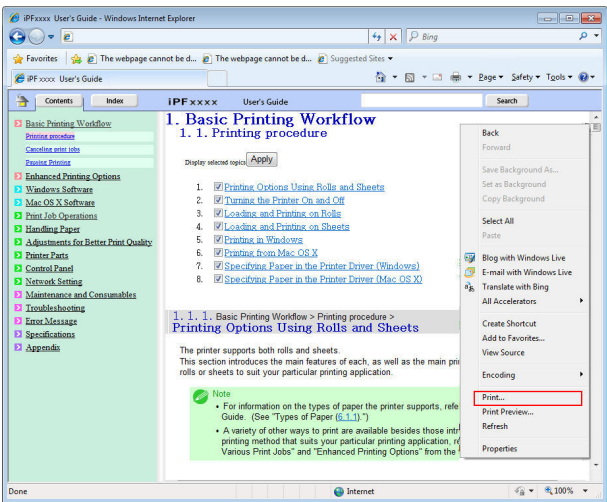 iPFxxxx User's Guide - Windows Internet Explorer
Bing
Favorites The webpage cannot be d... The webpage cannot be d... Suggested Sites
iPF xxxx User's Guide
Page Safety Tools
Contents Index iPFxxxx User's Guide Search
Basic Printing Workflow
Printing procedure
Canceling print jobs
Pausing Printing
Enhanced Printing Options
Windows Software
Mac OS X Software
Print Job Operations
Handling Paper
Adjustments for Better Print Quality
Printer Parts
Control Panel
Network Setting
Maintenance and Consumables
Troubleshooting
Error Message
Specifications
Appendix
1. Basic Printing Workflow
1. 1. Printing procedure
Display selected topics Apply
1. Printing Options Using Rolls and Sheets
2. Turning the Printer On and Off
3. Loading and Printing on Rolls
4. Loading and Printing on Sheets
5. Printing in Windows
6. Printing from Mac OS X
7. Specifying Paper in the Printer Driver (Windows)
8. Specifying Paper in the Printer Driver (Mac OS X)
1. 1. 1. Basic Printing Workflow > Printing procedure >
Printing Options Using Rolls and Sheets
The printer supports both rolls and sheets.
This section introduces the main features of each, as well as the main
rolls or sheets to suit your particular printing application.
Note
• For information on the types of paper the printer supports,
Guide. (See "Types of Paper (6.1.1).")
• A variety of other ways to print are available besides those
printing method that suits your particular printing application,
Various Print Jobs" and "Enhanced Printing Options" from the
Back
Forward
Save Background As...
Set as Background
Copy Background
Select All
Paste
Blog with Windows Live
E-mail with Windows Live
Translate with Bing
All Accelerators
Create Shortcut
Add to Favorites...
View Source
Encoding
Print...
Print Preview...
Refresh
Properties
Done Internet 100%